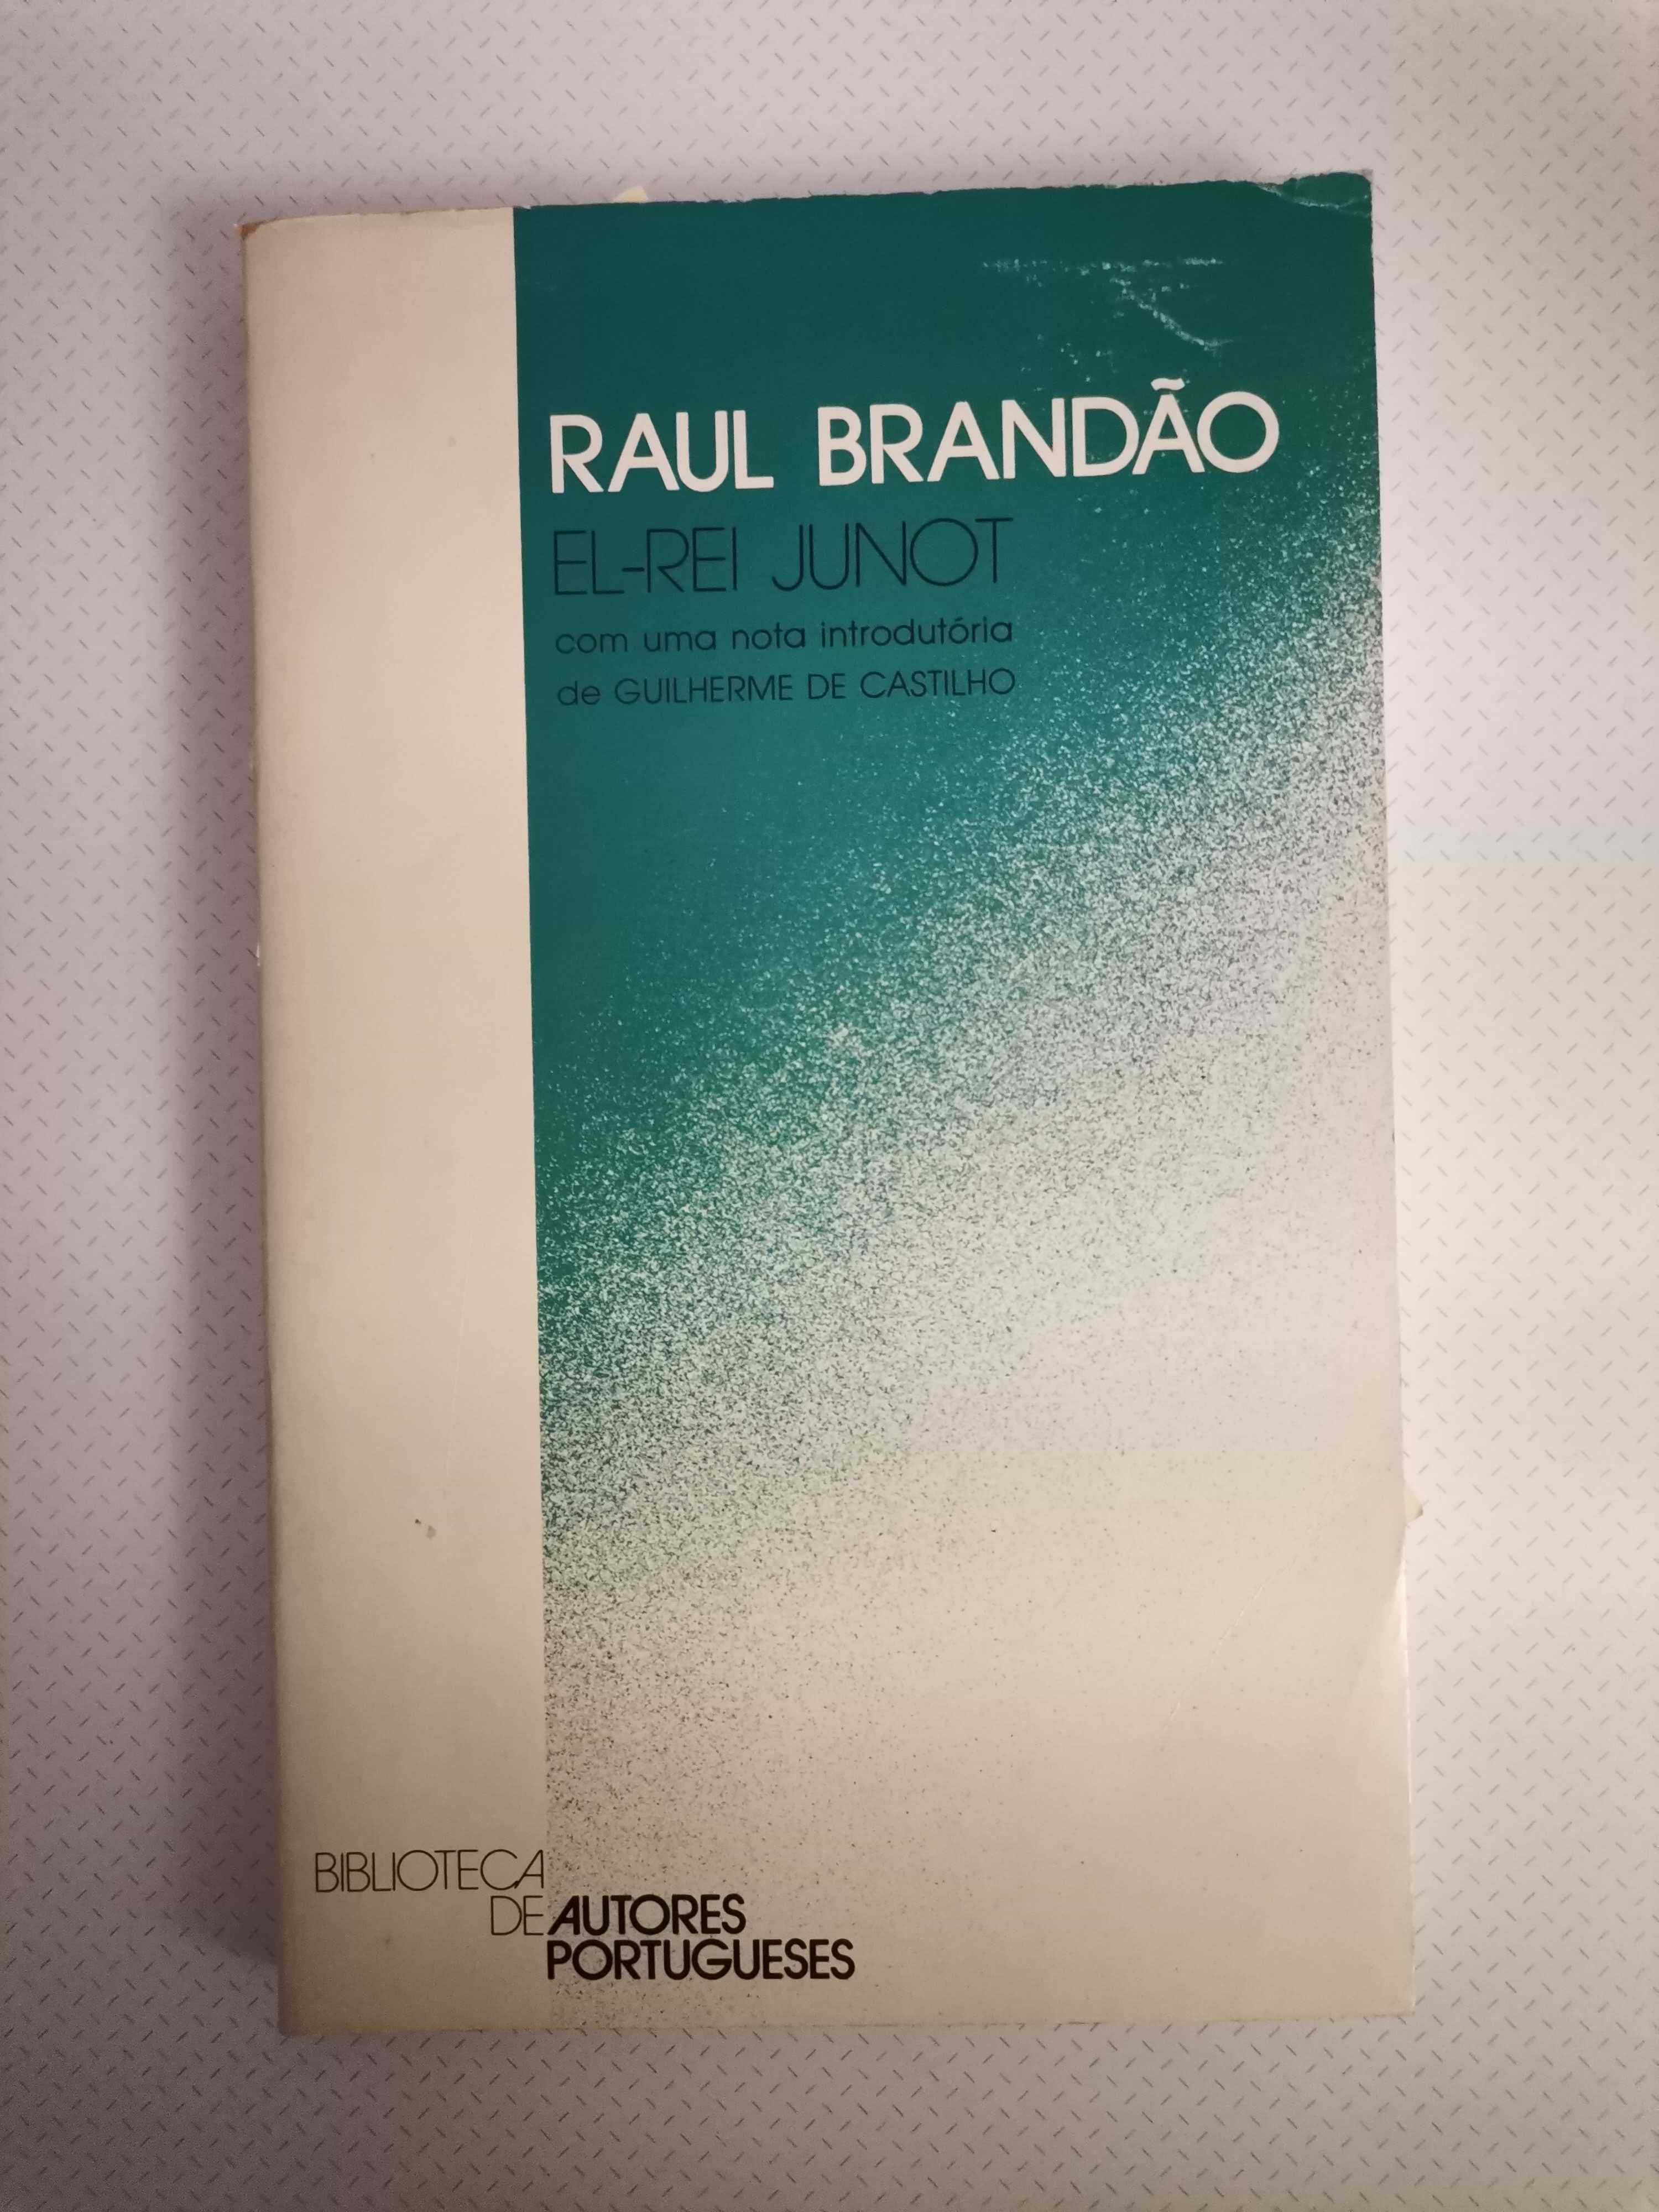 RAUL BRANDÃO
EL-REI JUNOT
com uma nota introdutória
de GUILHERME DE CASTILHO
BIBLIOTECA
DE AUTORES
PORTUGUESES